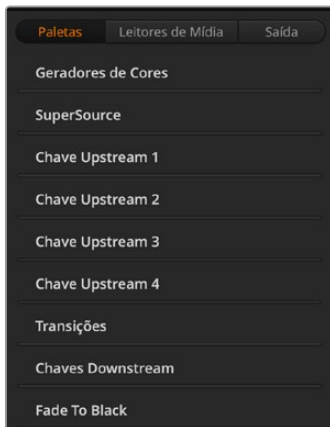 Paletas Leitores de Mídia Saída
Geradores de Cores
SuperSource
Chave Upstream 1
Chave Upstream 2
Chave Upstream 3
Chave Upstream 4
Transições
Chaves Downstream
Fade To Black